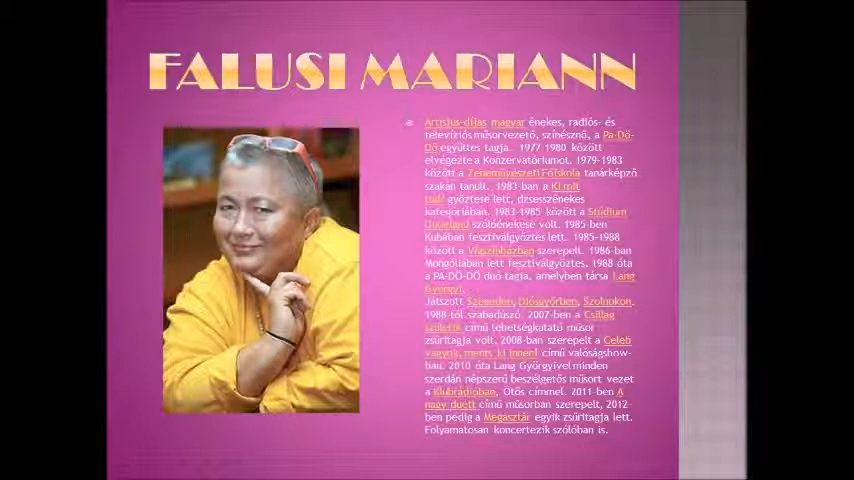 FALUSI MARIANN
Artisjus-díjas magyar énekes, rádiós- és
televíziós műsorvezető, színésznő, a Pa-Dö-
Dő együttes tagja. 1977-1980 között
elvégezte a Konzervatóriumot. 1979-1983
között a Zeneművészeti Főiskola tanárképző
szakán tanult. 1983-ban a Ki mit
tud? győztese lett, dzsesszénekes
kategóriában. 1983-1985 között a Stúdium
Dixieland szólóénekese volt. 1985-ben
Kubában fesztiválgyőztes lett. 1985-1988
között a Vígszínházban szerepelt. 1986-ban
Mongóliában lett fesztiválgyőztes. 1988 óta
a PA-DÖ-DŐ duó tagja, amelyben társa Lang
Györgyi.
Játszott Szegeden, Diósgyőrben, Szolnokon.
1988-tól szabadúszó. 2007-ben a Csillag
születik című tehetségkutató műsor
zsűritagja volt. 2008-ban szerepelt a Celeb
vagyok, ments ki innen! című valóságshow-
ban. 2010 óta Lang Györgyivel minden
szerdán népszerű beszélgetős műsort vezet
a Klubrádióban, Ötös címmel. 2011-ben A
nagy duett című műsorban szerepelt, 2012-
ben pedig a Megasztár egyik zsűritagja lett.
Folyamatosan koncertezik szólóban is.